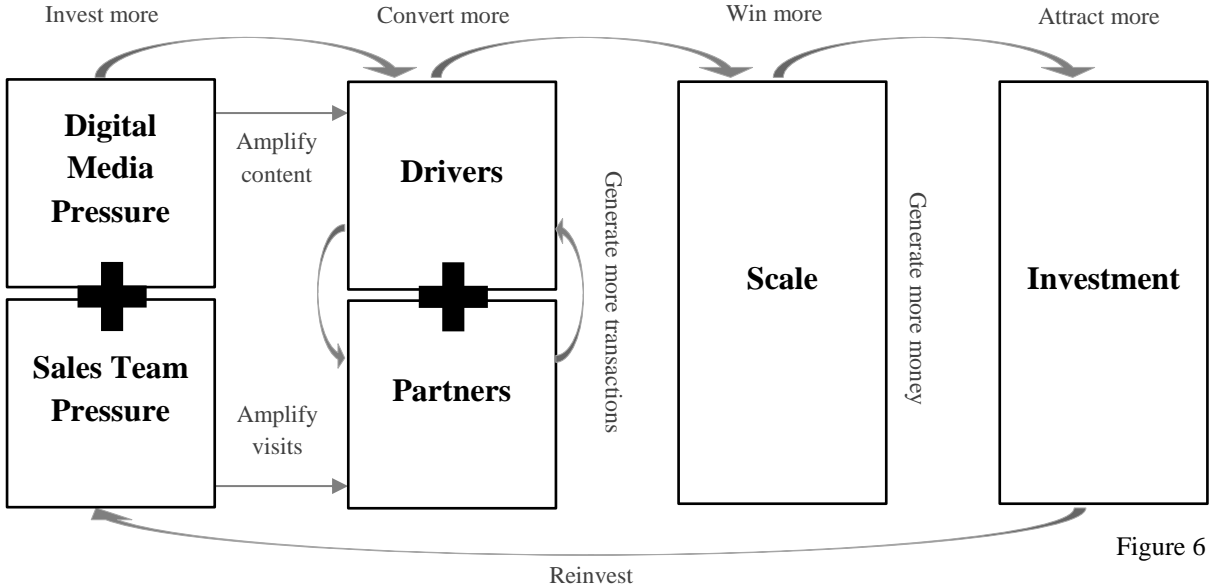 Invest more
Convert more
Win more
Attract more
Digital
Media
Pressure
Amplify
content
Drivers
Generate more transactions
Scale
Generate more money
Investment
Sales Team
Pressure
Amplify
visits
Partners
Figure 6
Reinvest